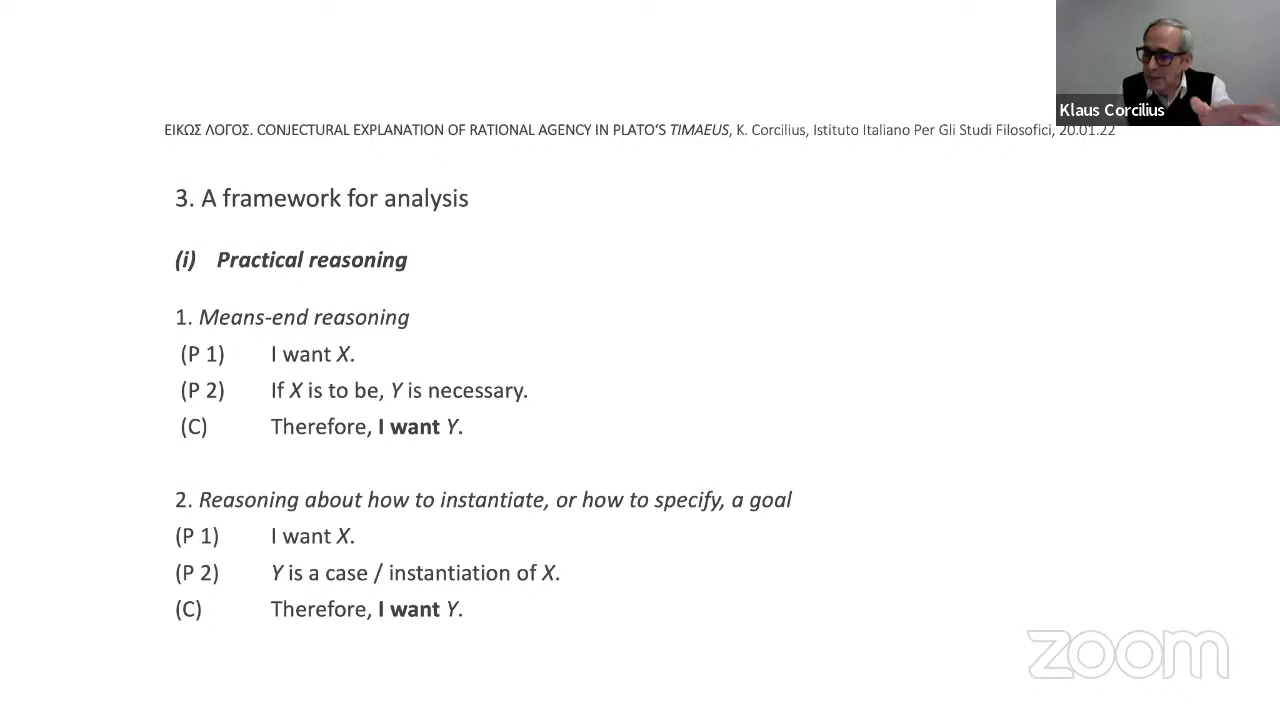 Klaus Corcilius
ΕΙΚΩΣ ΛΟΓΟΣ. CONJECTURAL EXPLANATION OF RATIONAL AGENCY IN PLATO‘S TIMAEUS, K. Corcilius, Istituto Italiano Per Gli Studi Filosofici, 20.01.22
3. A framework for analysis
(i) Practical reasoning
1. Means-end reasoning
(P 1) I want X.
(P 2) If X is to be, Y is necessary.
(C) Therefore, I want Y.
2. Reasoning about how to instantiate, or how to specify, a goal
(P 1) I want X.
(P 2) Y is a case / instantiation of X.
(C) Therefore, I want Y.
zoom